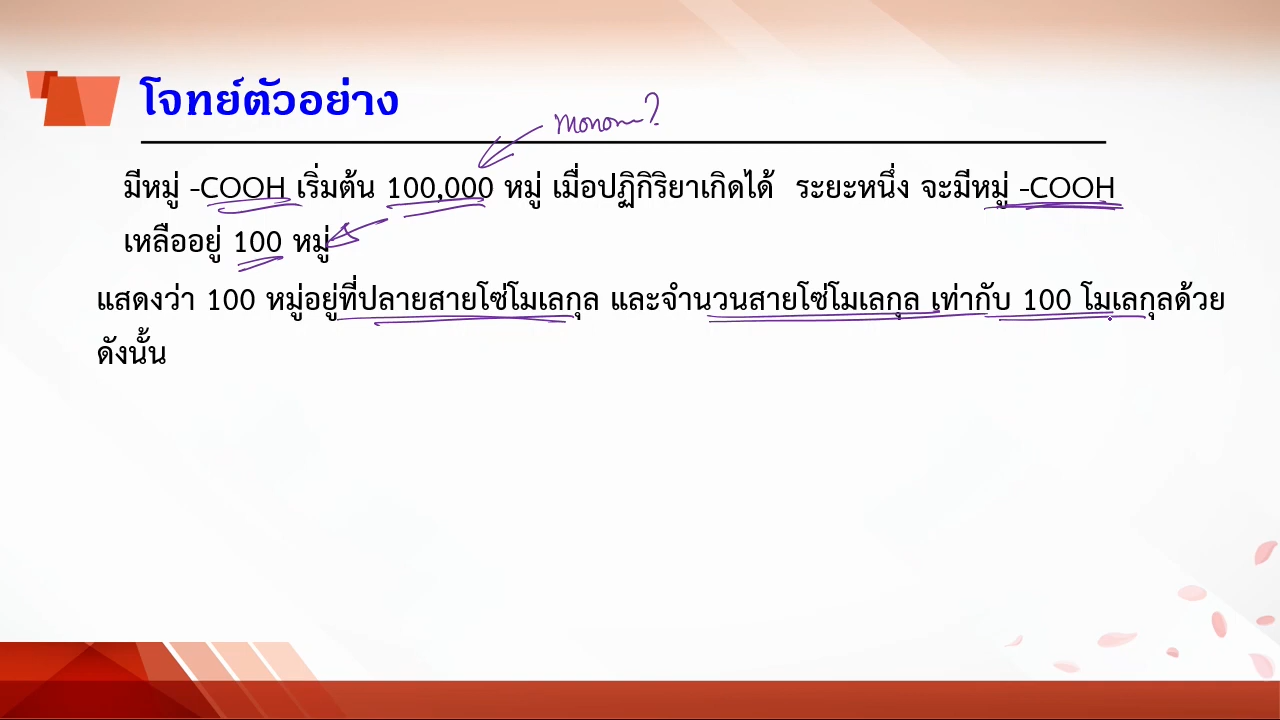 โจทย์ตัวอย่าง
monom ?
มีหมู่ -COOH เริ่มต้น 100,000 หมู่ เมื่อปฏิกิริยาเกิดได้ ระยะหนึ่ง จะมีหมู่ -COOH
เหลืออยู่ 100 หมู่
แสดงว่า 100 หมู่อยู่ที่ปลายสายโซ่โมเลกุล และจำนวนสายโซ่โมเลกุล เท่ากับ 100 โมเลกุลด้วย
ดังนั้น